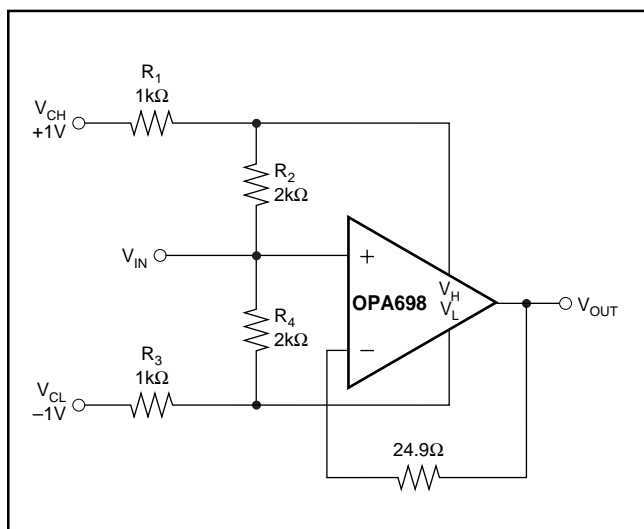 R1
1kΩ
VCH
+1V
R2
2kΩ
VIN
+
OPA698
VH
VL
−
VOUT
R4
2kΩ
R3
1kΩ
VCL
–1V
24.9Ω